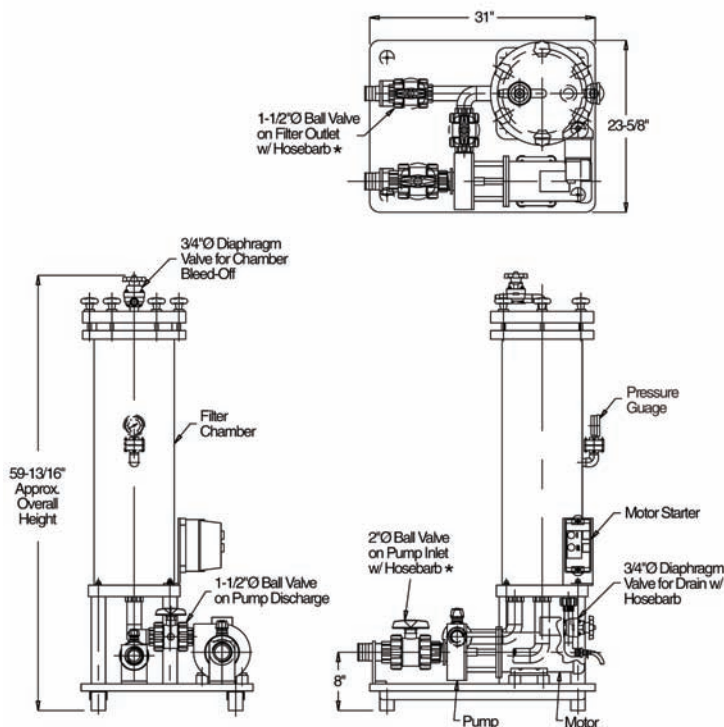 31"
1-1/2"Ø Ball Valve
on Filter Outlet
w/ Hosebarb *
23-5/8"
3/4"Ø Diaphragm
Valve for Chamber
Bleed-Off
Filter
Chamber
59-13/16"
Approx.
Overall
Height
1-1/2"Ø Ball Valve
on Pump Discharge
Pressure
Guage
Motor Starter
2"Ø Ball Valve
on Pump Inlet
w/ Hosebarb *
3/4"Ø Diaphragm
Valve for Drain w/
Hosebarb
8"
Pump
Motor